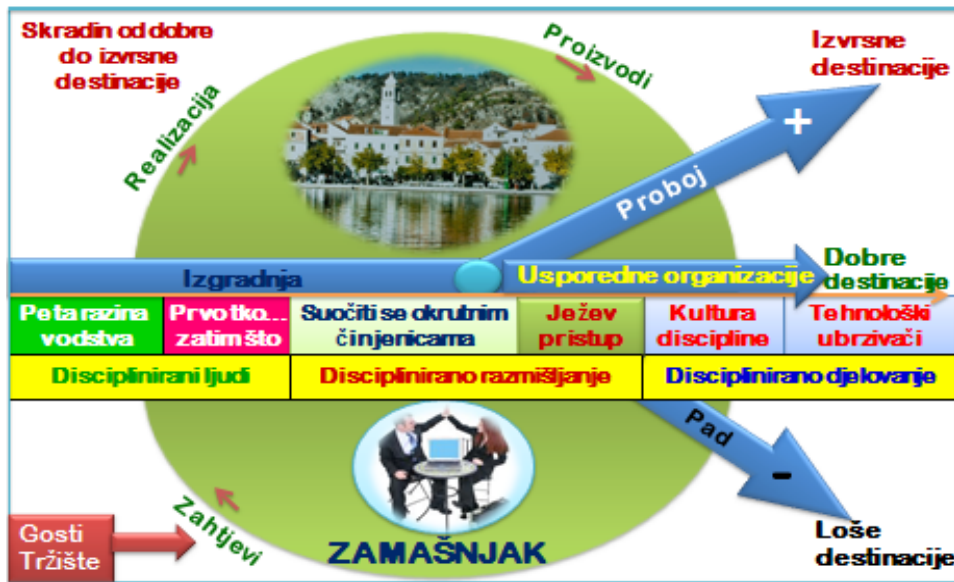 Skradin od dobre
do izvrsne
destinacije
Realizacija
Proizvodi
Izvrsne
destinacije
+
Proboj
Izgradnja
Usporedne organizacije
Dobre
destinacije
Peta razina
vodstva
Prvo tko...
zatim što
Suočiti se okrutnim
činjenicama
Ježev
pristup
Kultura
discipline
Tehnološki
ubrzivači
Disciplinirani ljudi
Disciplinirano razmišljanje
Disciplinirano djelovanje
Pad
-
Zahtjevi
Gosti
Tržište
ZAMAŠNJAK
Loše
destinacije